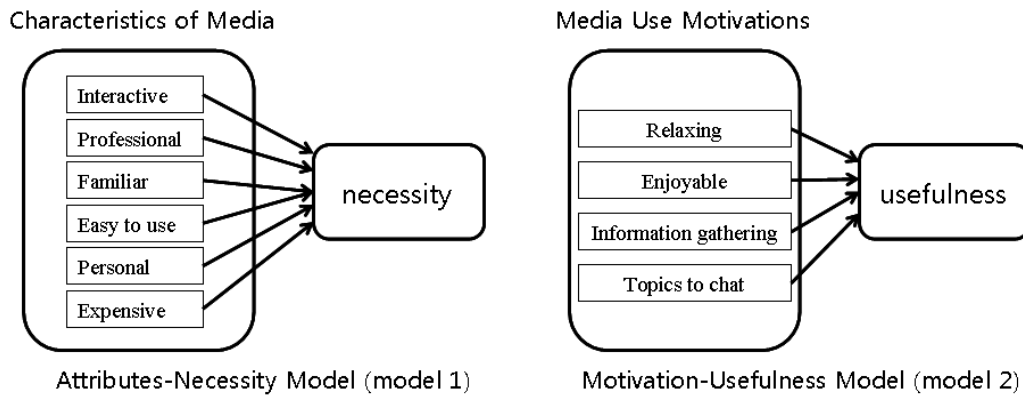 Characteristics of Media
Interactive
Professional
Familiar
Easy to use
Personal
Expensive
necessity
Attributes-Necessity Model (model 1)
Media Use Motivations
Relaxing
Enjoyable
Information gathering
Topics to chat
usefulness
Motivation-Usefulness Model (model 2)